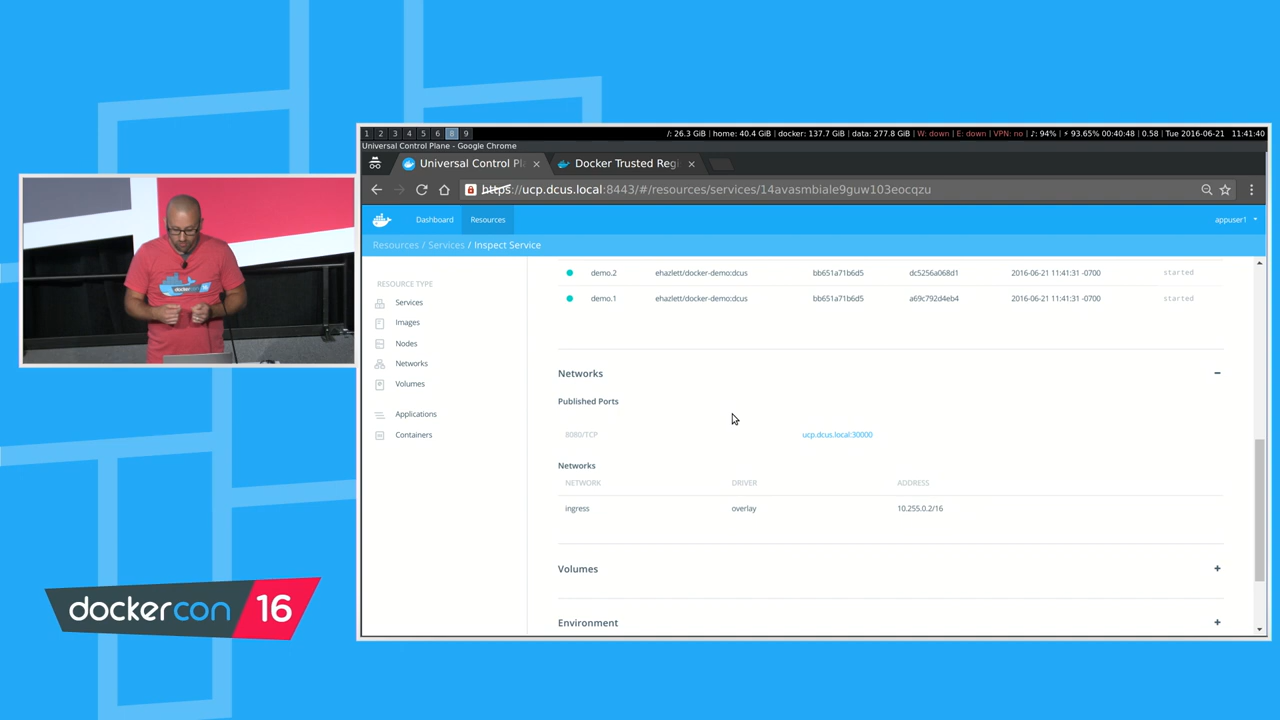 1 2 3 4 5 6 8 9
/: 26.3 GiB | home: 40.4 GiB | docker: 137.7 GiB | data: 277.8 GiB | W: down | E: down | VPN: no | ♪: 94% | ⚡ 93.65% 00:40:48 | 0.58 | Tue 2016-06-21 | 11:41:40
Universal Control Plane - Google Chrome
Universal Control Pl
Docker Trusted Regi
https://ucp.dcus.local:8443/#/resources/services/14avasmbiale9guw103eocqzu
Dashboard Resources appuser1
Resources / Services / Inspect Service
RESOURCE TYPE
Services
Images
Nodes
Networks
Volumes
Applications
Containers
demo.2 ehazlett/docker-demo:dcus bb651a71b6d5 dc5256a068d1 2016-06-21 11:41:31 -0700 started
demo.1 ehazlett/docker-demo:dcus bb651a71b6d5 a69c792d4eb4 2016-06-21 11:41:31 -0700 started
Networks
Published Ports
8080/TCP ucp.dcus.local:30000
Networks
NETWORK DRIVER ADDRESS
ingress overlay 10.255.0.2/16
Volumes
Environment
dockercon 16